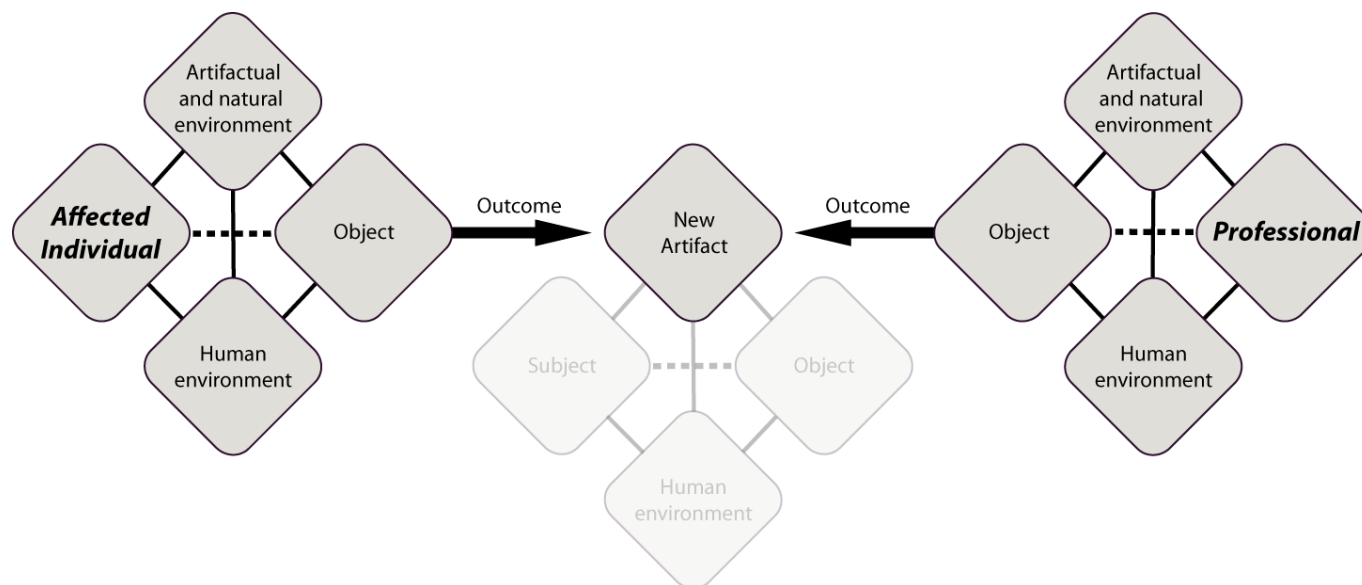 Artifactual
and natural
environment
Affected
Individual
Object
Human
environment
Outcome
New
Artifact
Subject
Object
Human
environment
Outcome
Artifactual
and natural
environment
Object
Professional
Human
environment